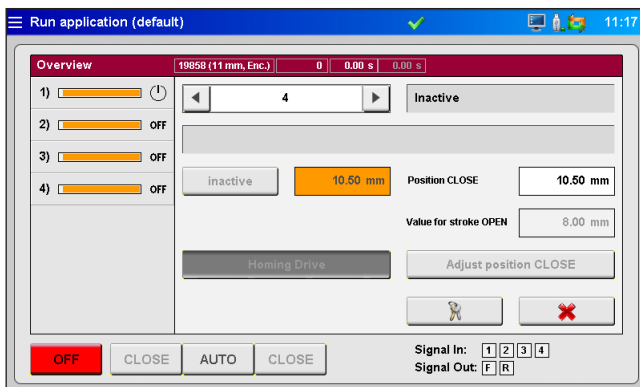 Run application (default) 11:17
Overview 19858 (11 mm, Enc.) 0 0.00 s 0.00 s
1)
4 Inactive
2) OFF
3) OFF
4) OFF
inactive 10.50 mm Position CLOSE 10.50 mm
Value for stroke OPEN 8.00 mm
Homing Drive Adjust position CLOSE
OFF CLOSE AUTO CLOSE
Signal In: 1 2 3 4
Signal Out: F R